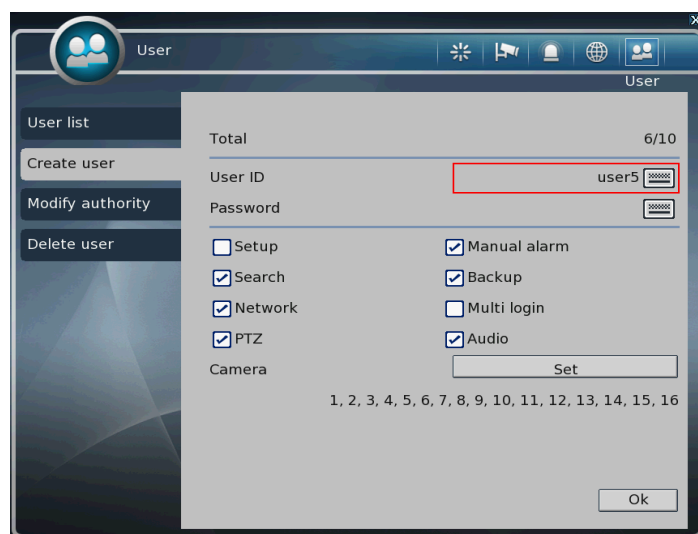 User
User
User list
Create user
Modify authority
Delete user
Total 6/10
User ID user5
Password
Setup Manual alarm
Search Backup
Network Multi login
PTZ Audio
Camera Set
1, 2, 3, 4, 5, 6, 7, 8, 9, 10, 11, 12, 13, 14, 15, 16
Ok